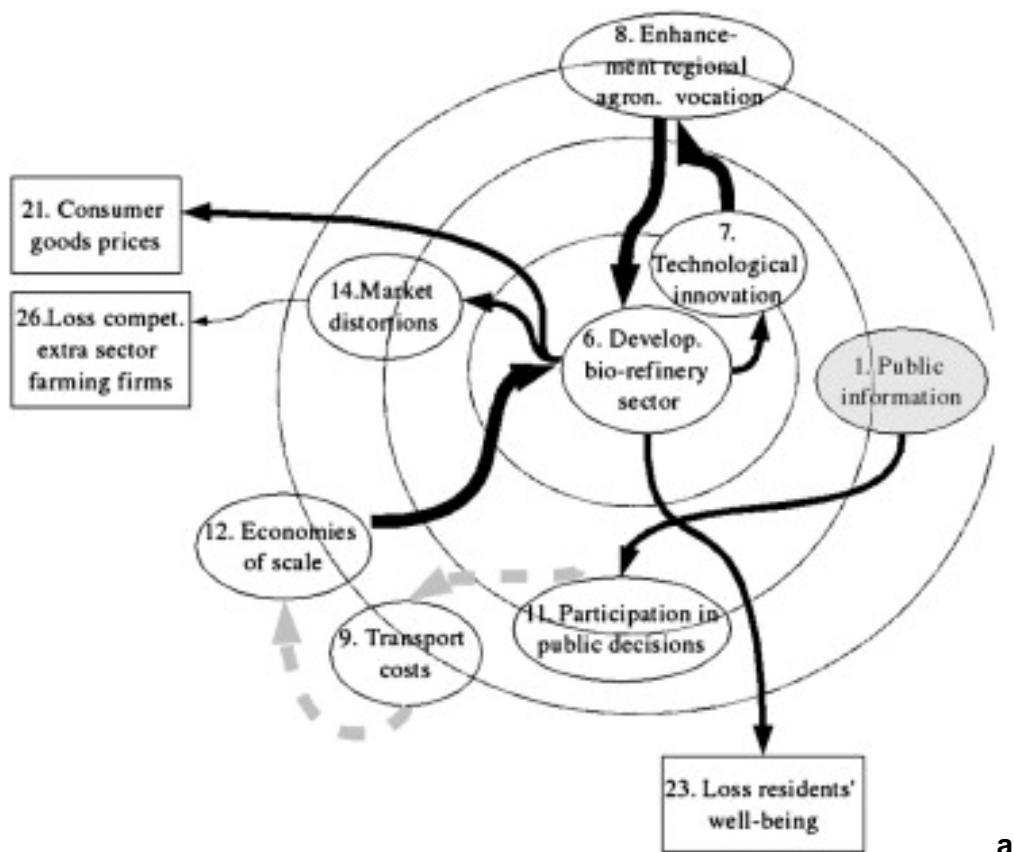 8. Enhance-
ment regional
agron. vocation
21. Consumer
goods prices
7.
Technological
innovation
14.Market
distortions
26.Loss compet.
extra sector
farming firms
6. Develop.
bio-refinery
sector
1. Public
information
12. Economies
of scale
11. Participation in
public decisions
9. Transport
costs
23. Loss residents'
well-being
a